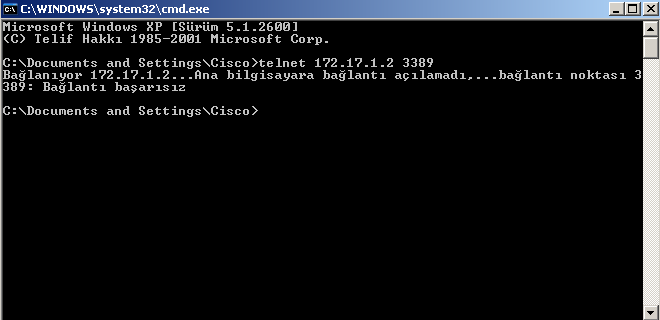 C:\WINDOWS\system32\cmd.exe
Microsoft Windows XP [Sürüm 5.1.2600]
(C) Telif Hakkı 1985-2001 Microsoft Corp.
C:\Documents and Settings\Cisco>telnet 172.17.1.2 3389
Bağlanıyor 172.17.1.2...Ana bilgisayara bağlantı açılamadı,...bağlantı noktası 3
389: Bağlantı başarısız
C:\Documents and Settings\Cisco>